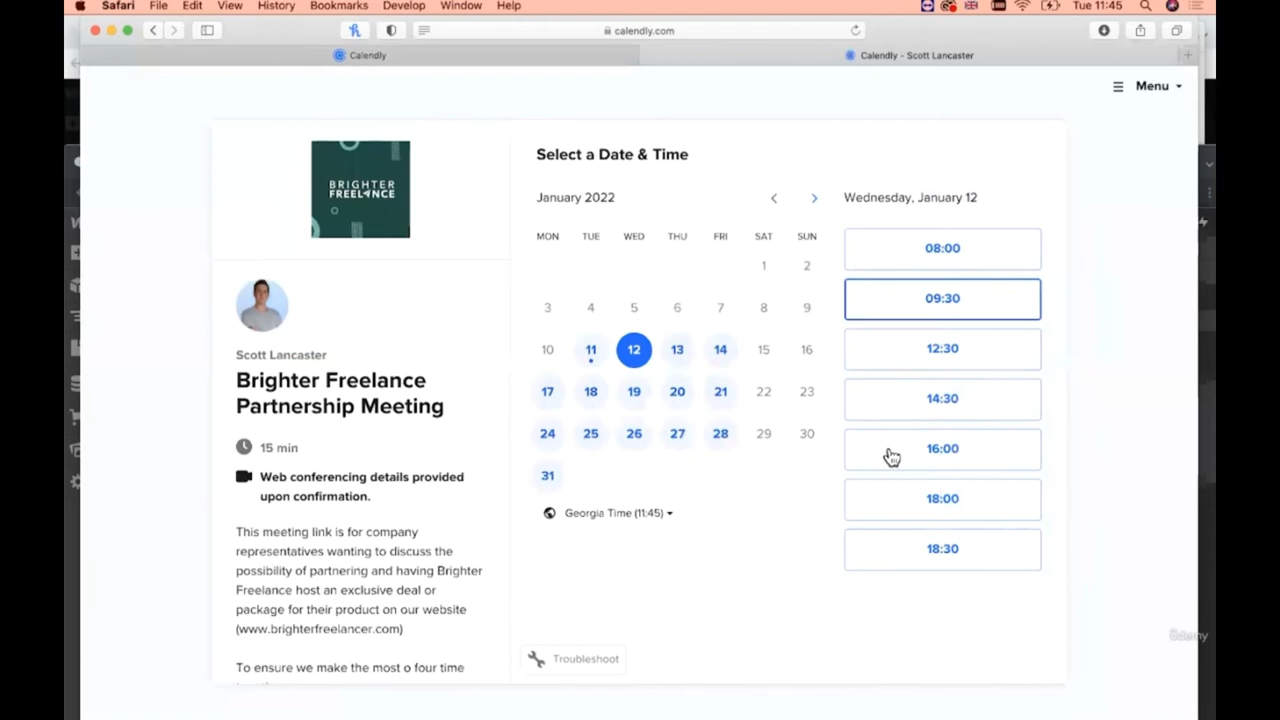 Safari File Edit View History Bookmarks Develop Window Help Tue 11:45
calendly.com
Calendly
Calendly - Scott Lancaster
Menu
BRIGHTER
FREELANCE
Scott Lancaster
Brighter Freelance
Partnership Meeting
15 min
Web conferencing details provided
upon confirmation.
This meeting link is for company
representatives wanting to discuss the
possibility of partnering and having Brighter
Freelance host an exclusive deal or
package for their product on our website
(www.brighterfreelancer.com)
To ensure we make the most o four time
Select a Date & Time
January 2022
MON TUE WED THU FRI SAT SUN
1 2
3 4 5 6 7 8 9
10 11 12 13 14 15 16
17 18 19 20 21 22 23
24 25 26 27 28 29 30
31
Georgia Time (11:45)
Troubleshoot
Wednesday, January 12
08:00
09:30
12:30
14:30
16:00
18:00
18:30
ûdemy